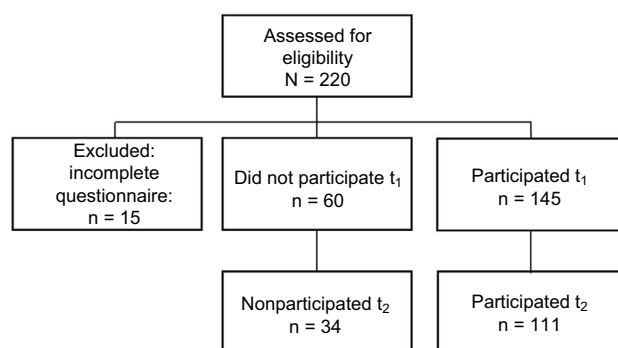 Assessed for
eligibility
N = 220
Excluded:
incomplete
questionnaire:
n = 15
Did not participate t₁
n = 60
Participated t₁
n = 145
Nonparticipated t₂
n = 34
Participated t₂
n = 111